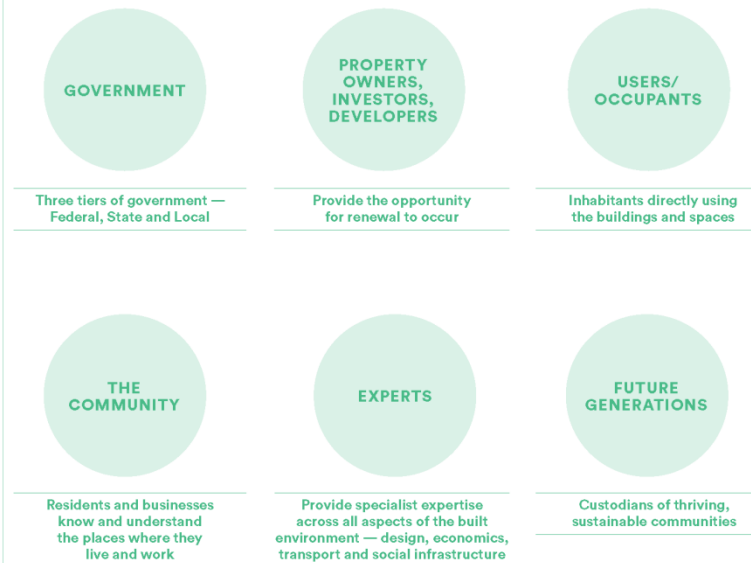 GOVERNMENT
PROPERTY
OWNERS,
INVESTORS,
DEVELOPERS
USERS/
OCCUPANTS
Three tiers of government —
Federal, State and Local
Provide the opportunity
for renewal to occur
Inhabitants directly using
the buildings and spaces
THE
COMMUNITY
EXPERTS
FUTURE
GENERATIONS
Residents and businesses
know and understand
the places where they
live and work
Provide specialist expertise
across all aspects of the built
environment — design, economics,
transport and social infrastructure
Custodians of thriving,
sustainable communities